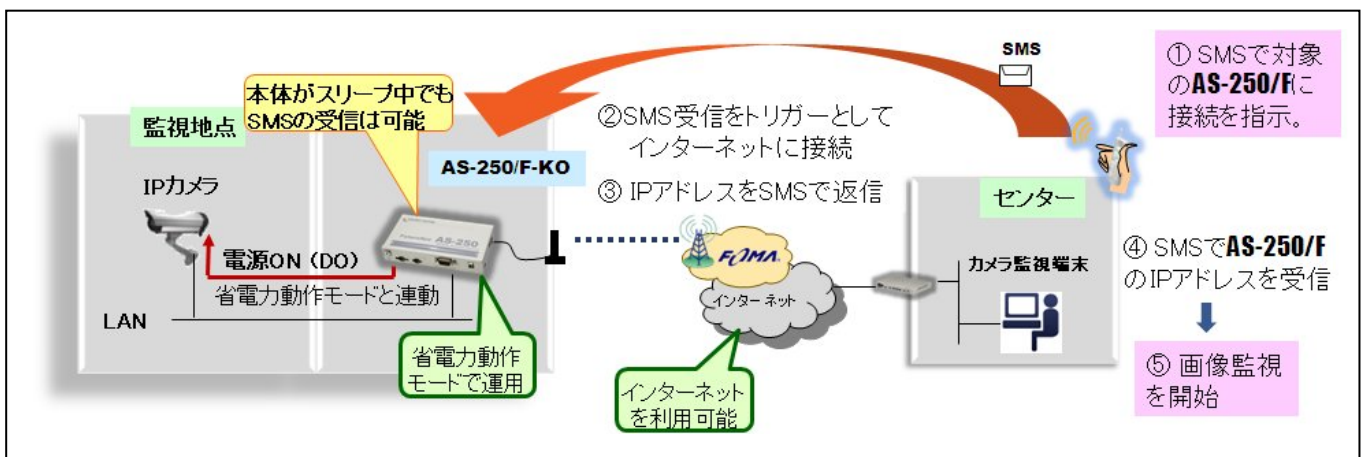 SMS
① SMSで対象
のAS-250/Fに
接続を指示。
本体がスリープ中でも
SMSの受信は可能
監視地点
②SMS受信をトリガーとして
インターネットに接続
AS-250/F-KO
IPカメラ
③ IPアドレスをSMSで返信
センター
AS-250
電源ON（DO）
省電力動作モードと連動
FOMA
インターネット
カメラ監視端末
④ SMSでAS-250/F
のIPアドレスを受信
LAN
省電力動作
モードで運用
インターネット
を利用可能
⑤ 画像監視
を開始